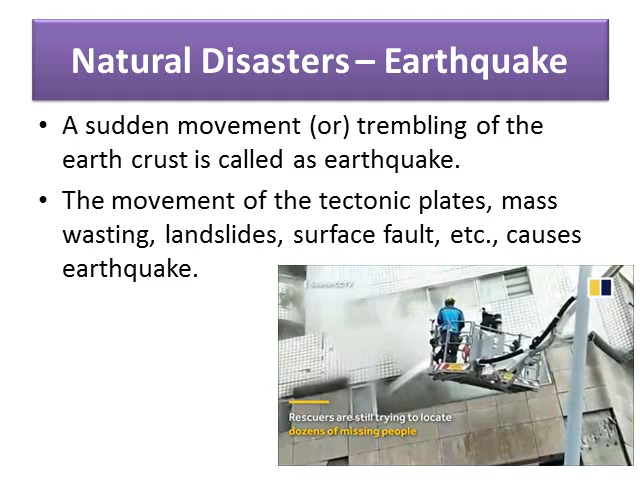 Natural Disasters – Earthquake
• A sudden movement (or) trembling of the
earth crust is called as earthquake.
• The movement of the tectonic plates, mass
wasting, landslides, surface fault, etc., causes
earthquake.
Source:CCTV
Rescuers are still trying to locate
dozens of missing people